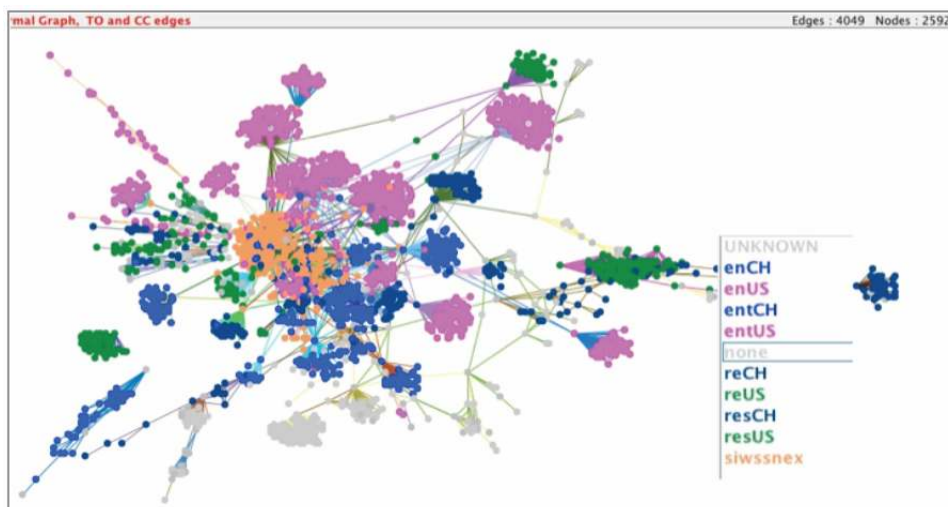 rmal Graph, TO and CC edges
Edges : 4049 Nodes : 2592
UNKNOWN
enCH
enUS
entCH
entUS
none
reCH
reUS
resCH
resUS
siwssnex